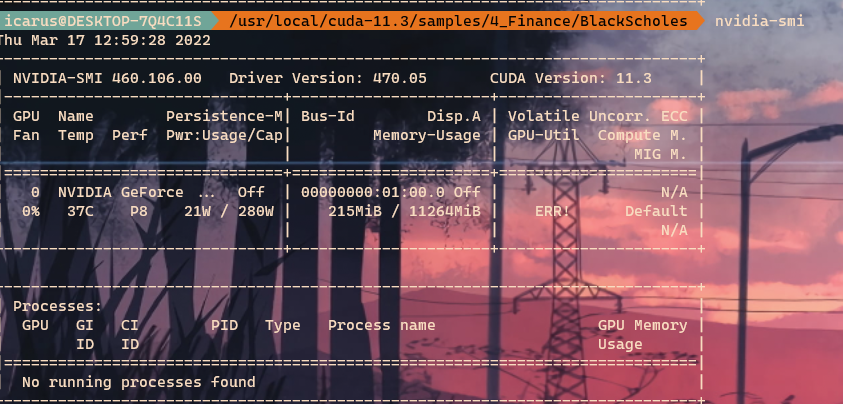 icarus@DESKTOP-7Q4C11S /usr/local/cuda-11.3/samples/4_Finance/BlackScholes nvidia-smi
Thu Mar 17 12:59:28 2022
NVIDIA-SMI 460.106.00 Driver Version: 470.05 CUDA Version: 11.3
GPU Name Persistence-M| Bus-Id Disp.A | Volatile Uncorr. ECC
Fan Temp Perf Pwr:Usage/Cap| Memory-Usage | GPU-Util Compute M.
MIG M.
0 NVIDIA GeForce ... Off | 00000000:01:00.0 Off | N/A
0% 37C P8 21W / 280W | 215MiB / 11264MiB | ERR! Default
N/A
Processes:
GPU GI CI PID Type Process name GPU Memory
ID ID Usage
No running processes found